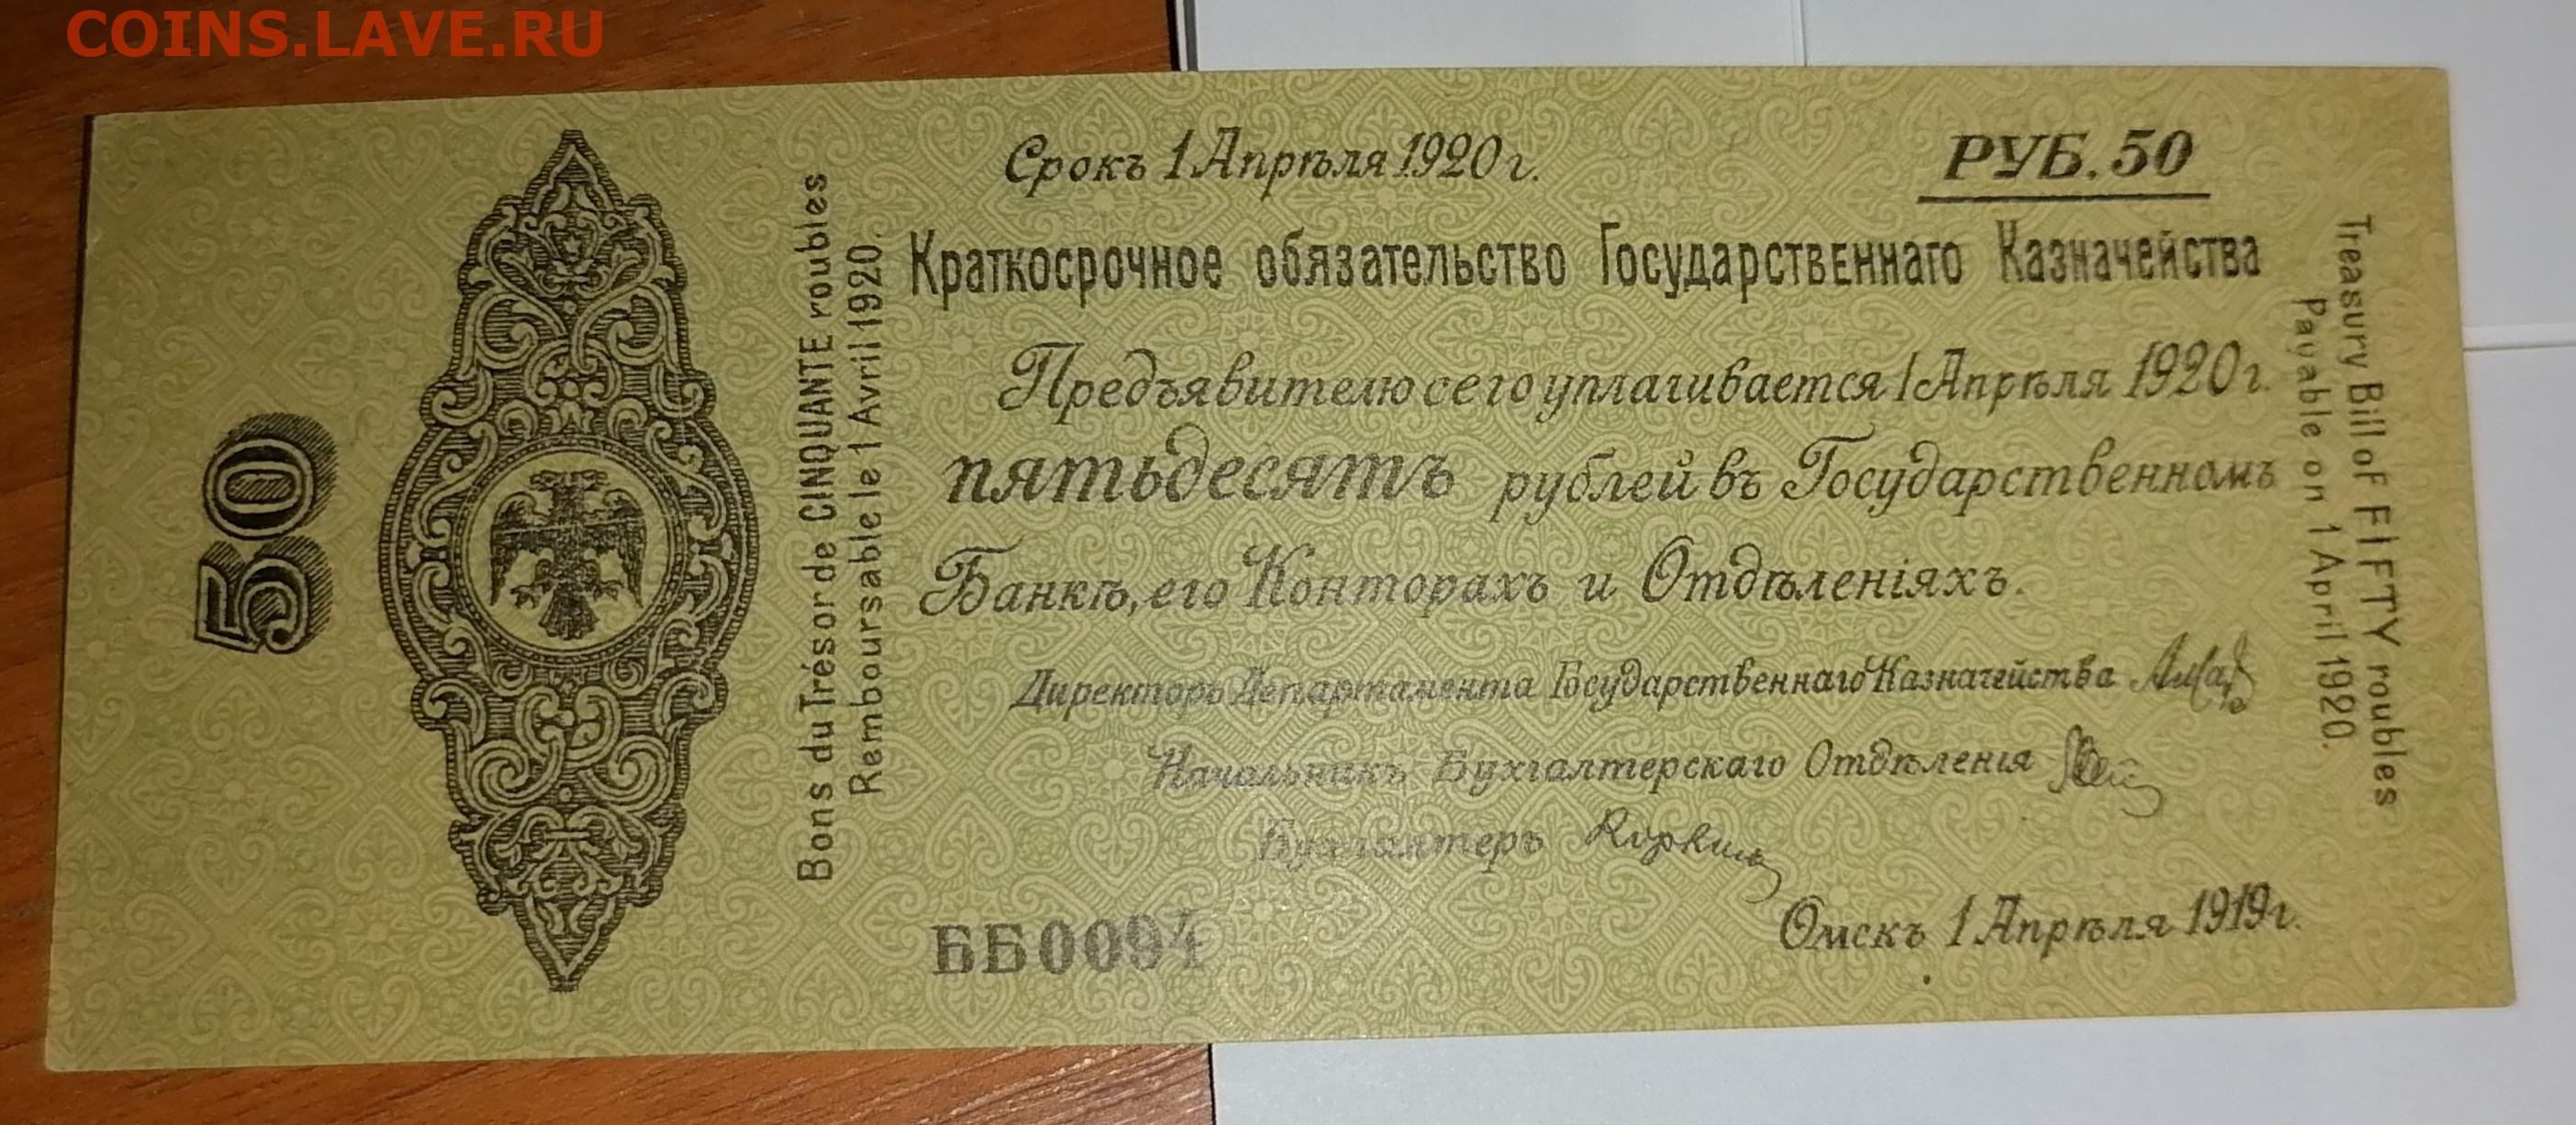 COINS.LAVE.RU
50
Bons du Trésor de CINQUANTE roubles
Remboursable le 1 Avril 1920.
Срокъ 1 Апрѣля 1920 г.
РУБ. 50
Краткосрочное обязательство Государственнаго Казначейства
Предъявителю сего уплачивается 1 Апрѣля 1920 г.
пятьдесятъ рублей въ Государственномъ
Банкѣ, его Конторахъ и Отдѣленіяхъ.
Директоръ Департамента Государственнаго Казначейства
Начальникъ Бухгалтерскаго Отдѣленія
Бухгалтеръ
ББ0094
Омскъ 1 Апрѣля 1919 г.
Treasury Bill of FIFTY roubles
Payable on 1 April 1920.